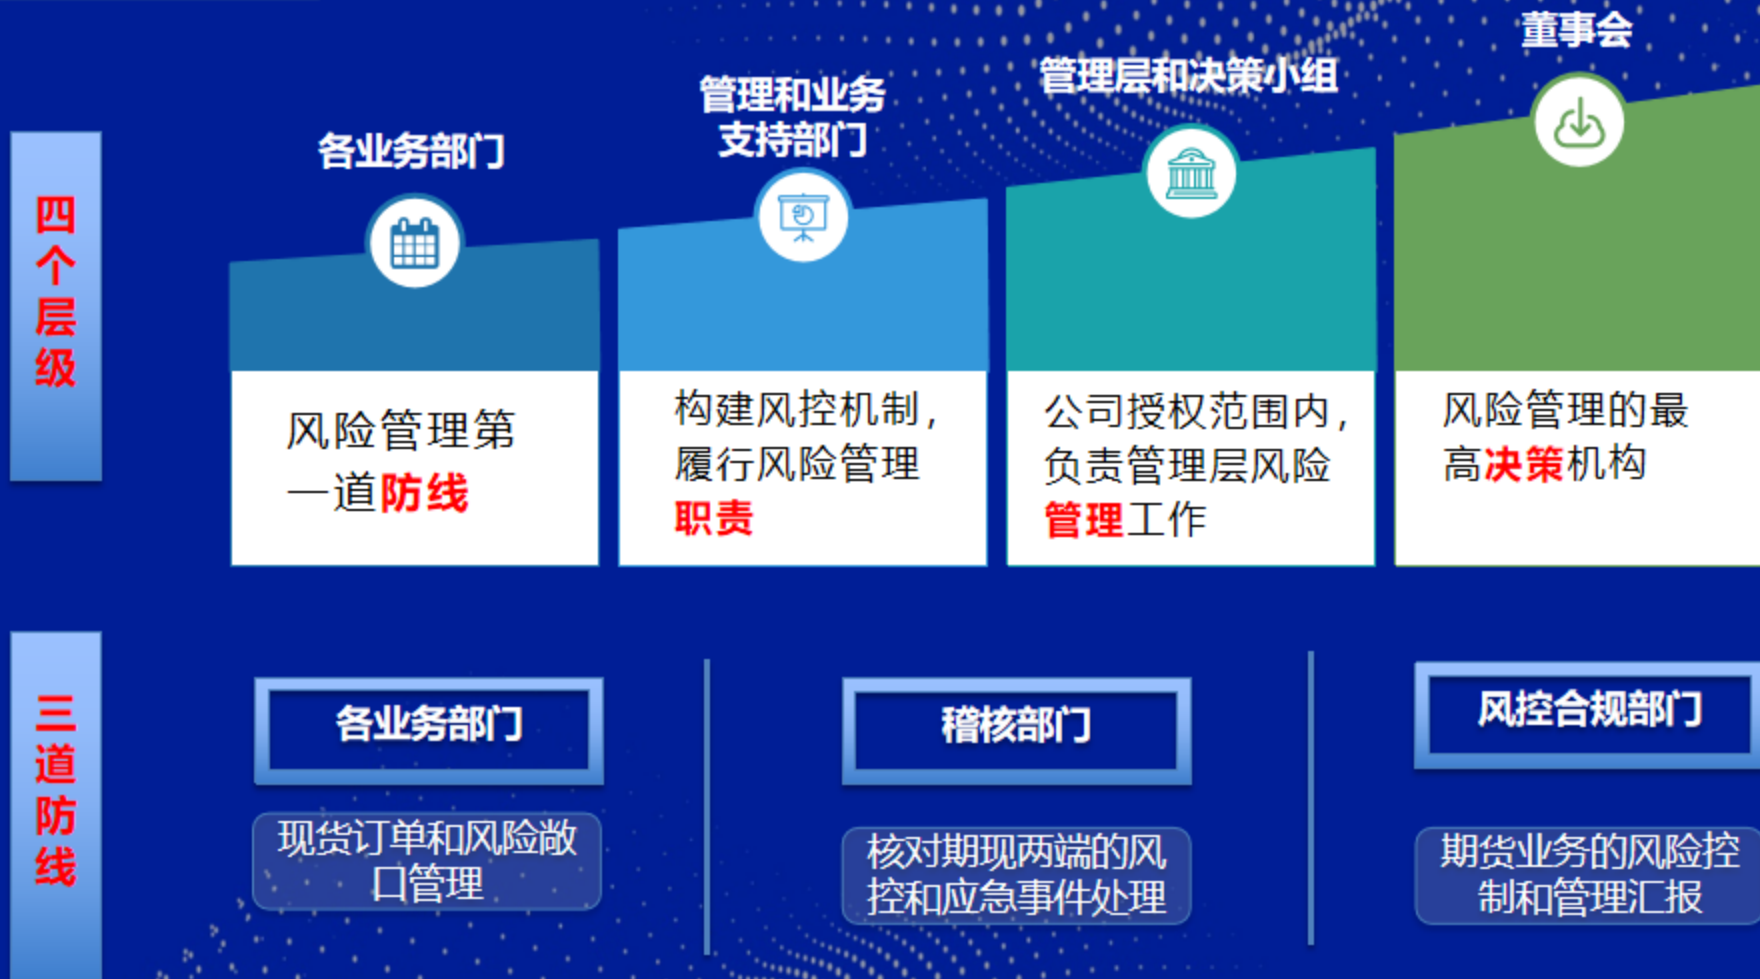 四个层级
各业务部门
风险管理第
一道防线
管理和业务
支持部门
构建风控机制，
履行风险管理
职责
管理层和决策小组
公司授权范围内，
负责管理层风险
管理工作
董事会
风险管理的最
高决策机构
三道防线
各业务部门
现货订单和风险敞
口管理
稽核部门
核对期现两端的风
控和应急事件处理
风控合规部门
期货业务的风险控
制和管理汇报